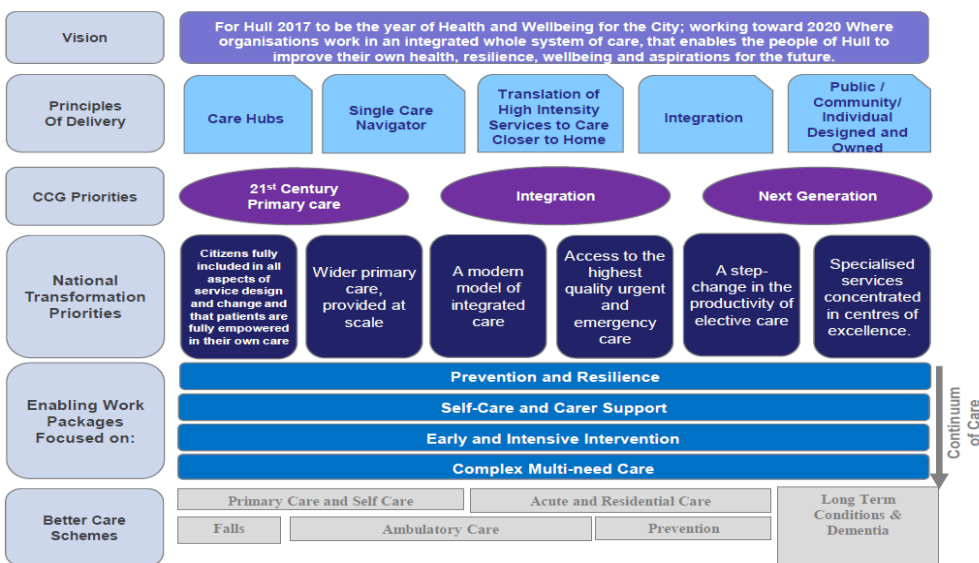 Vision
For Hull 2017 to be the year of Health and Wellbeing for the City; working toward 2020 Where
organisations work in an integrated whole system of care, that enables the people of Hull to
improve their own health, resilience, wellbeing and aspirations for the future.
Principles
Of Delivery
Care Hubs
Single Care
Navigator
Translation of
High Intensity
Services to Care
Closer to Home
Integration
Public /
Community/
Individual
Designed and
Owned
CCG Priorities
21st Century
Primary care
Integration
Next Generation
National
Transformation
Priorities
Citizens fully
included in all
aspects of
service design
and change and
that patients are
fully empowered
in their own care
Wider primary
care,
provided at
scale
A modern
model of
integrated
care
Access to the
highest
quality urgent
and
emergency
care
A step-
change in the
productivity of
elective care
Specialised
services
concentrated
in centres of
excellence.
Enabling Work
Packages
Focused on:
Prevention and Resilience
Self-Care and Carer Support
Early and Intensive Intervention
Complex Multi-need Care
Continuum
of Care
Better Care
Schemes
Primary Care and Self Care
Acute and Residential Care
Long Term
Conditions &
Dementia
Falls
Ambulatory Care
Prevention